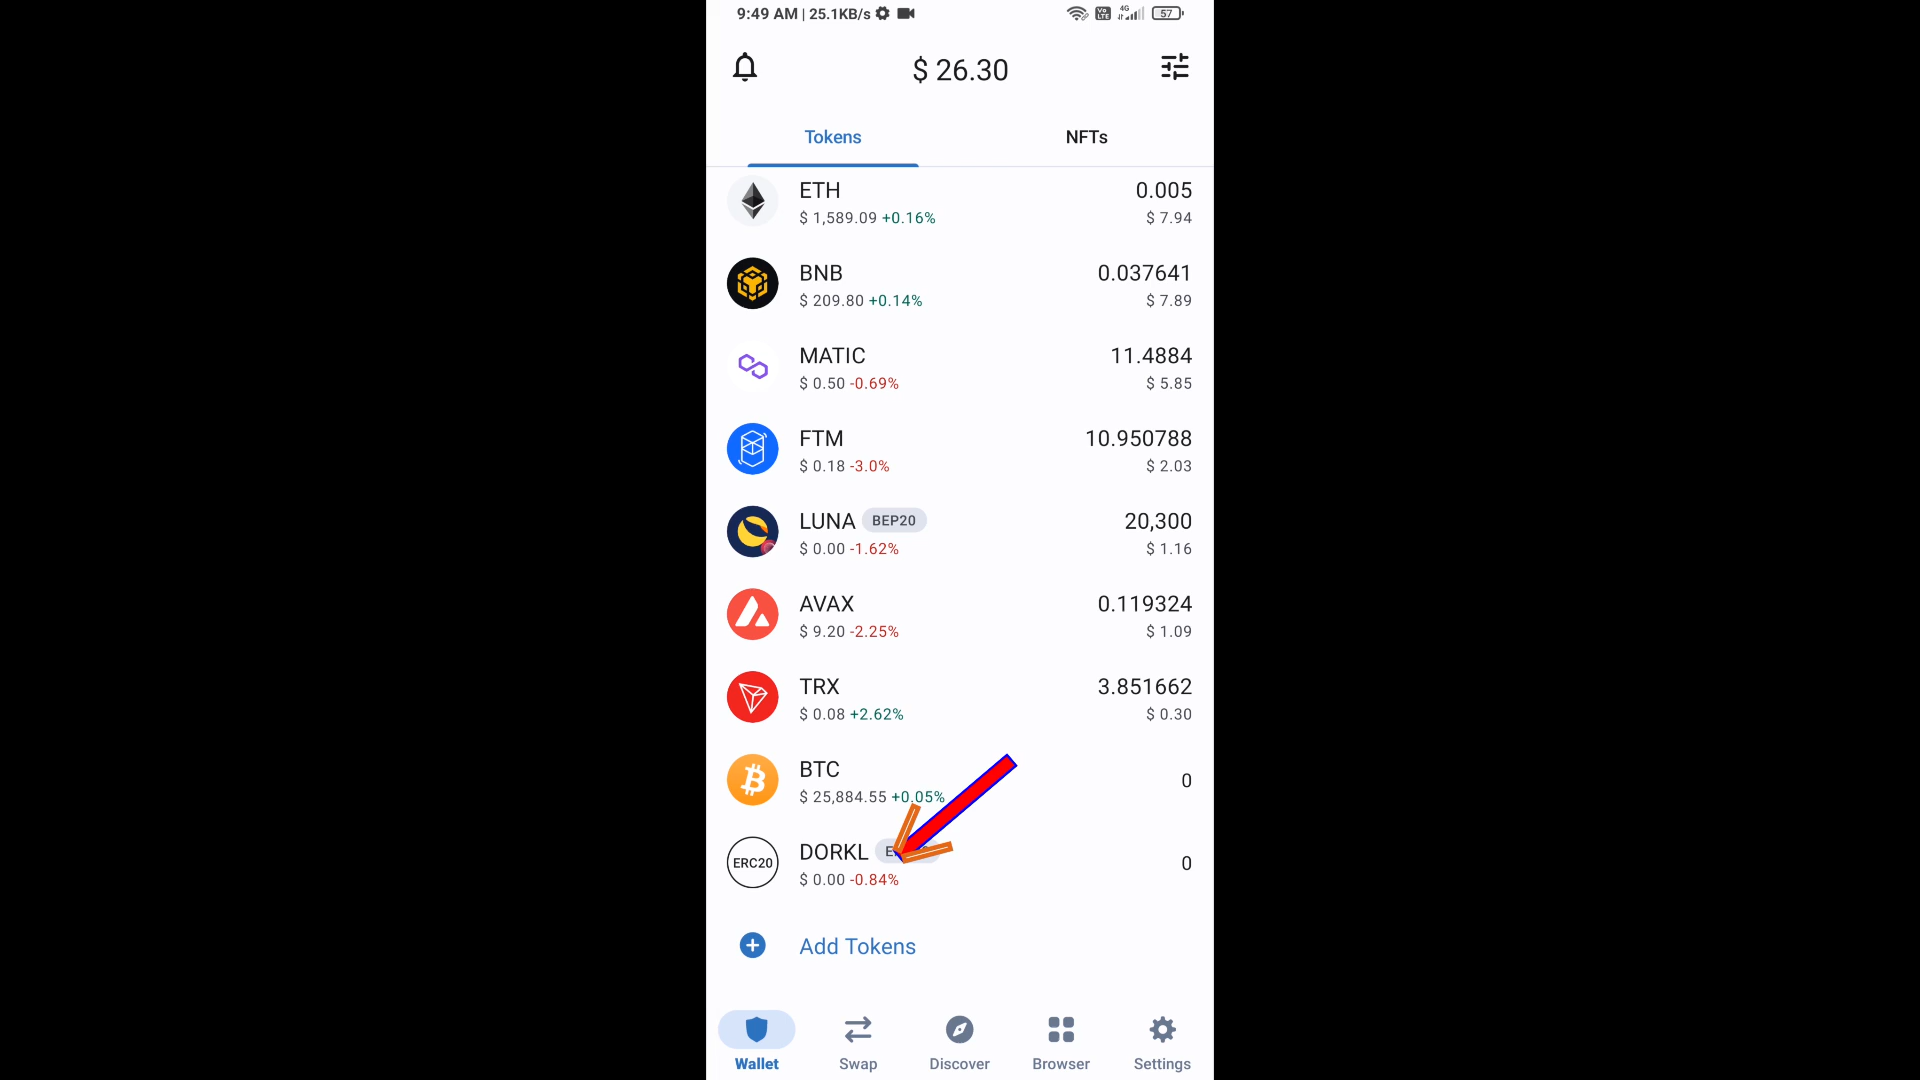 9:49 AM | 25.1KB/s
Vo LTE
4G
57
$ 26.30
Tokens
NFTs
ETH
0.005
$ 1,589.09 +0.16%
$ 7.94
BNB
0.037641
$ 209.80 +0.14%
$ 7.89
MATIC
11.4884
$ 0.50 -0.69%
$ 5.85
FTM
10.950788
$ 0.18 -3.0%
$ 2.03
LUNA BEP20
20,300
$ 0.00 -1.62%
$ 1.16
AVAX
0.119324
$ 9.20 -2.25%
$ 1.09
TRX
3.851662
$ 0.08 +2.62%
$ 0.30
BTC
0
$ 25,884.55 +0.05%
ERC20
DORKL
0
$ 0.00 -0.84%
Add Tokens
Wallet
Swap
Discover
Browser
Settings